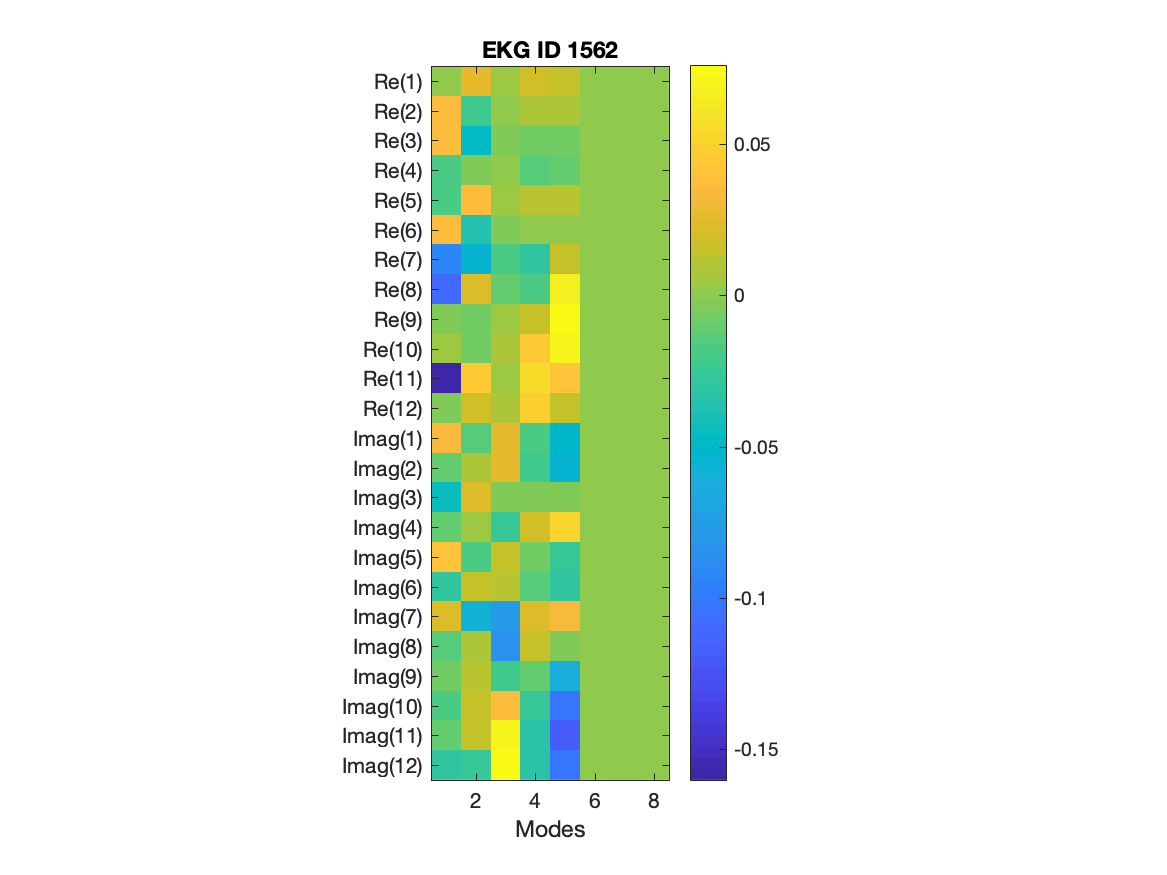 EKG ID 1562
Re(1)
Re(2)
Re(3)
Re(4)
Re(5)
Re(6)
Re(7)
Re(8)
Re(9)
Re(10)
Re(11)
Re(12)
Imag(1)
Imag(2)
Imag(3)
Imag(4)
Imag(5)
Imag(6)
Imag(7)
Imag(8)
Imag(9)
Imag(10)
Imag(11)
Imag(12)
2 4 6 8
Modes
0.05
0
-0.05
-0.1
-0.15